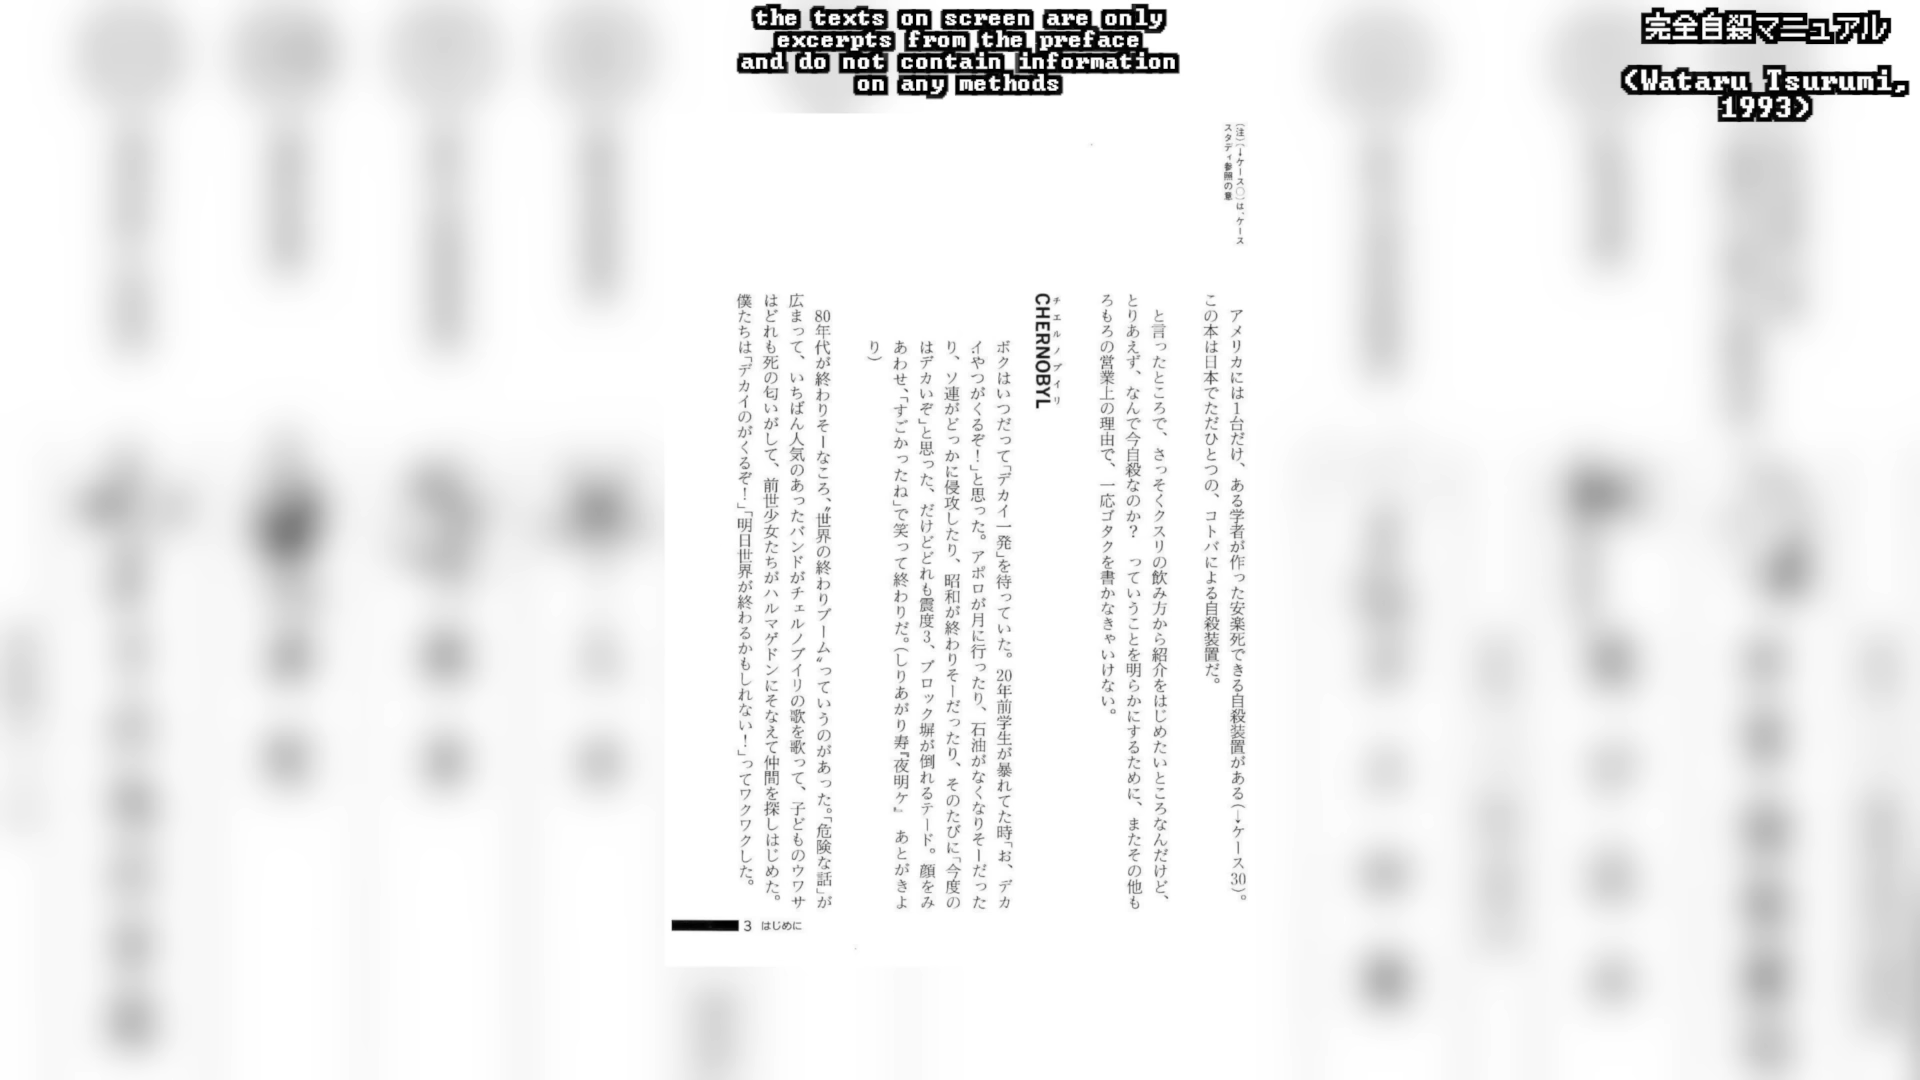 the texts on screen are only
excerpts from the preface
and do not contain information
on any methods
完全自殺マニュアル
(Wataru Tsurumi,
1993)
(注)(→ケース○)は、ケース
スタディ参照の意
アメリカには1台だけ、ある学者が作った安楽死できる自殺装置がある(→ケース30)。
この本は日本でただひとつの、コトバによる自殺装置だ。
と言ったところで、さっそくクスリの飲み方から紹介をはじめたいところなんだけど、
とりあえず、なんで今自殺なのか? っていうことを明らかにするために、またその他も
ろもろの営業上の理由で、一応ゴタクを書かなきゃいけない。
チェルノブイリ
CHERNOBYL
ボクはいつだって「デカイ一発」を待っていた。20年前学生が暴れてた時「お、デカ
イやつがくるぞ!」と思った。アポロが月に行ったり、石油がなくなりそーだった
り、ソ連がどっかに侵攻したり、昭和が終わりそーだったり、そのたびに「今度の
はデカいぞ」と思った、だけどどれも震度3、ブロック塀が倒れるテード。顔をみ
あわせ、「すごかったね」で笑って終わりだ。(しりあがり寿『夜明ケ』 あとがきよ
り)
80年代が終わりそーなころ、〝世界の終わりブーム〟っていうのがあった。「危険な話」が
広まって、いちばん人気のあったバンドがチェルノブイリの歌を歌って、子どものウワサ
はどれも死の匂いがして、前世少女たちがハルマゲドンにそなえて仲間を探しはじめた。
僕たちは「デカイのがくるぞ!」「明日世界が終わるかもしれない!」ってワクワクした。
3 はじめに